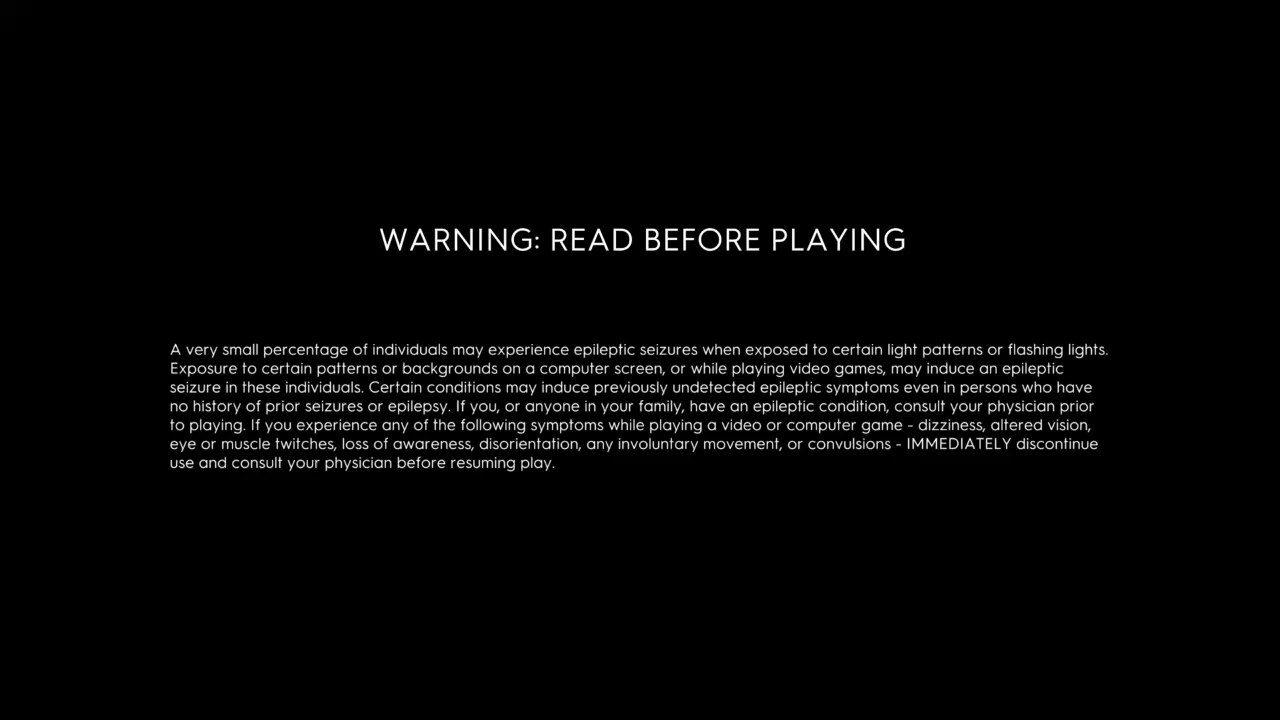 WARNING: READ BEFORE PLAYING
A very small percentage of individuals may experience epileptic seizures when exposed to certain light patterns or flashing lights.
Exposure to certain patterns or backgrounds on a computer screen, or while playing video games, may induce an epileptic
seizure in these individuals. Certain conditions may induce previously undetected epileptic symptoms even in persons who have
no history of prior seizures or epilepsy. If you, or anyone in your family, have an epileptic condition, consult your physician prior
to playing. If you experience any of the following symptoms while playing a video or computer game - dizziness, altered vision,
eye or muscle twitches, loss of awareness, disorientation, any involuntary movement, or convulsions - IMMEDIATELY discontinue
use and consult your physician before resuming play.